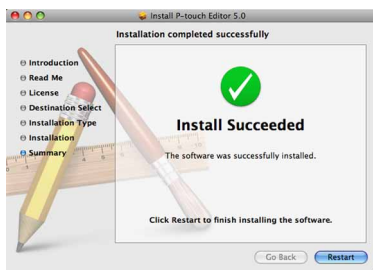 Install P-touch Editor 5.0
Installation completed successfully
Introduction
Read Me
License
Destination Select
Installation Type
Installation
Summary
Install Succeeded
The software was successfully installed.
Click Restart to finish installing the software.
Go Back
Restart